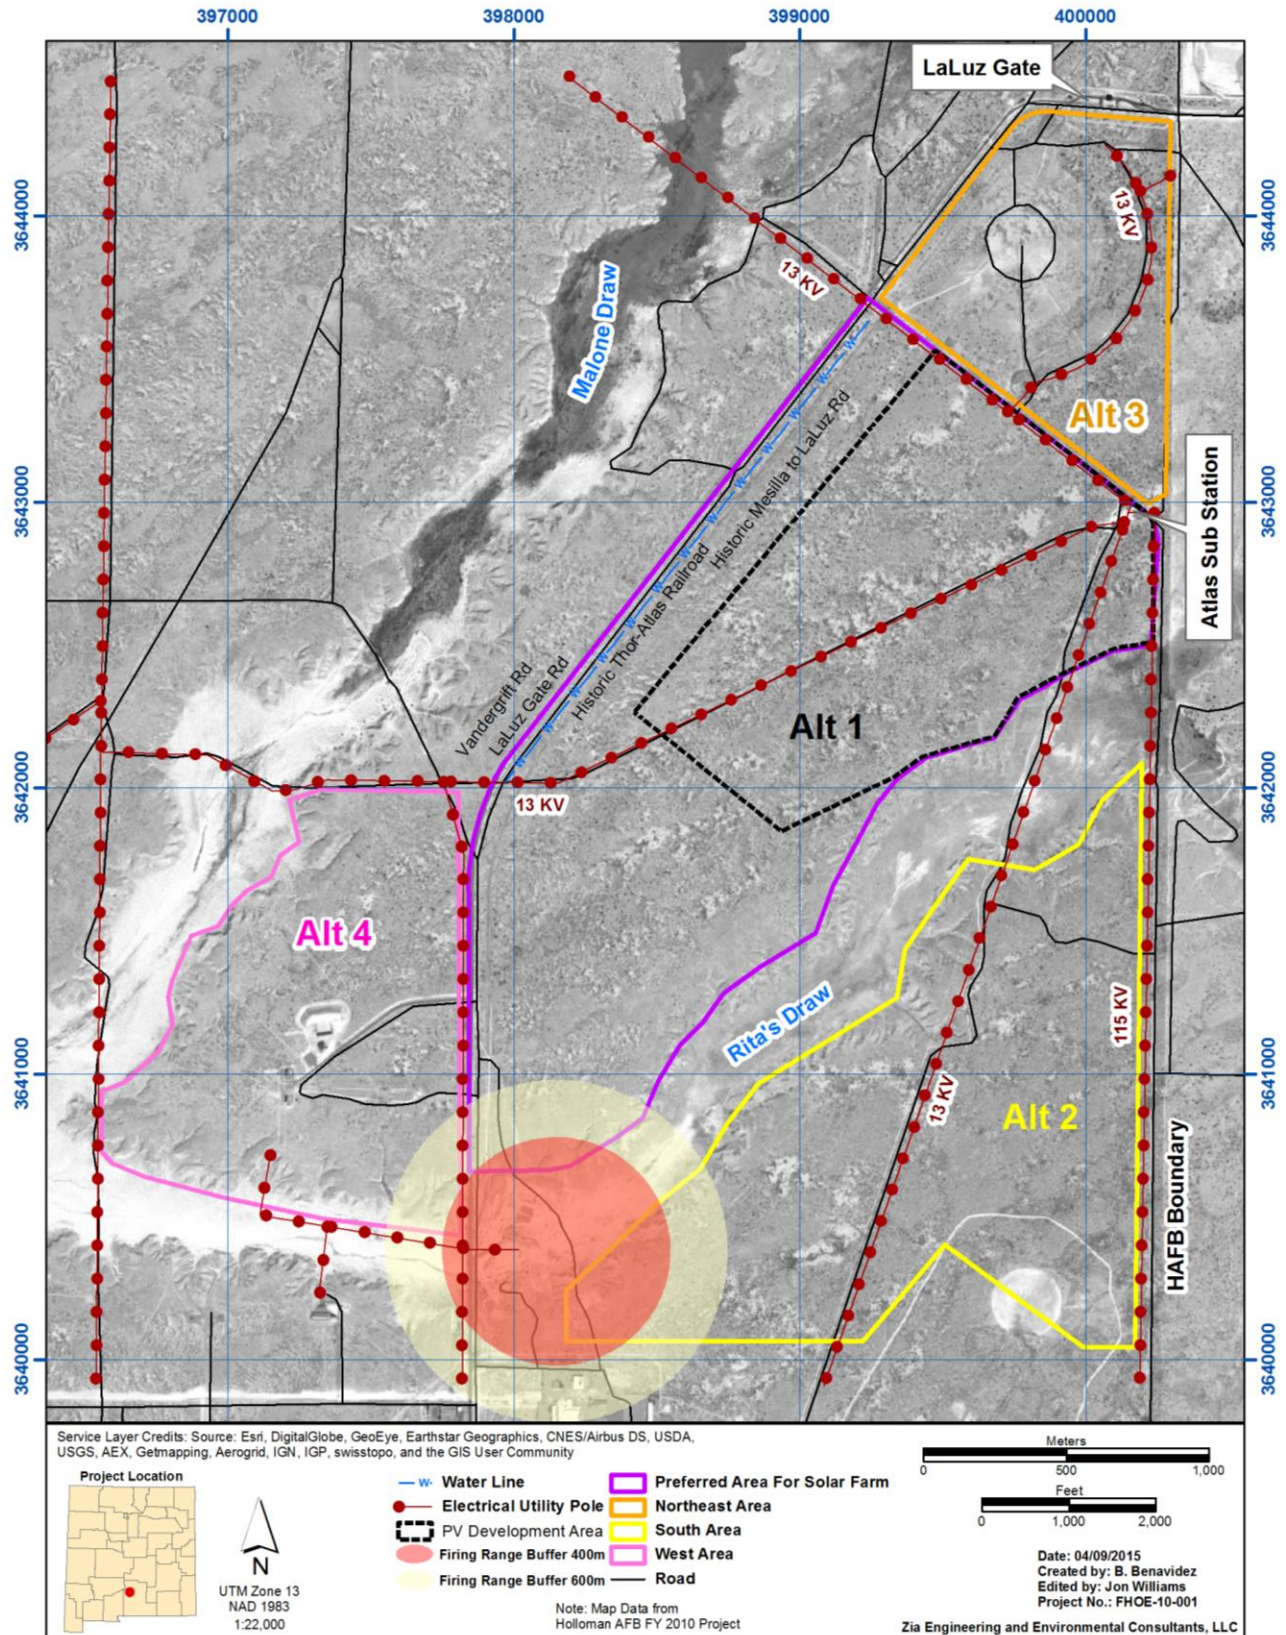 397000
398000
399000
400000
LaLuz Gate
3644000
3644000
13 KV
13 KV
Malone Draw
Alt 3
Historic Mesilla to LaLuz Rd
3643000
3643000
Atlas Sub Station
Historic Thor-Atlas Railroad
LaLuz Gate Rd
Vandergrift Rd
Alt 1
3642000
3642000
13 KV
Alt 4
Rita's Draw
115 KV
3641000
3641000
13 KV
Alt 2
HAFB Boundary
3640000
3640000
Service Layer Credits: Source: Esri, DigitalGlobe, GeoEye, Earthstar Geographics, CNES/Airbus DS, USDA,
USGS, AEX, Getmapping, Aerogrid, IGN, IGP, swisstopo, and the GIS User Community
Project Location
N
UTM Zone 13
NAD 1983
1:22,000
W Water Line
Electrical Utility Pole
PV Development Area
Firing Range Buffer 400m
Firing Range Buffer 600m
Preferred Area For Solar Farm
Northeast Area
South Area
West Area
Road
Note: Map Data from
Holloman AFB FY 2010 Project
Meters
0 500 1,000
Feet
0 1,000 2,000
Date: 04/09/2015
Created by: B. Benavidez
Edited by: Jon Williams
Project No.: FHOE-10-001
Zia Engineering and Environmental Consultants, LLC